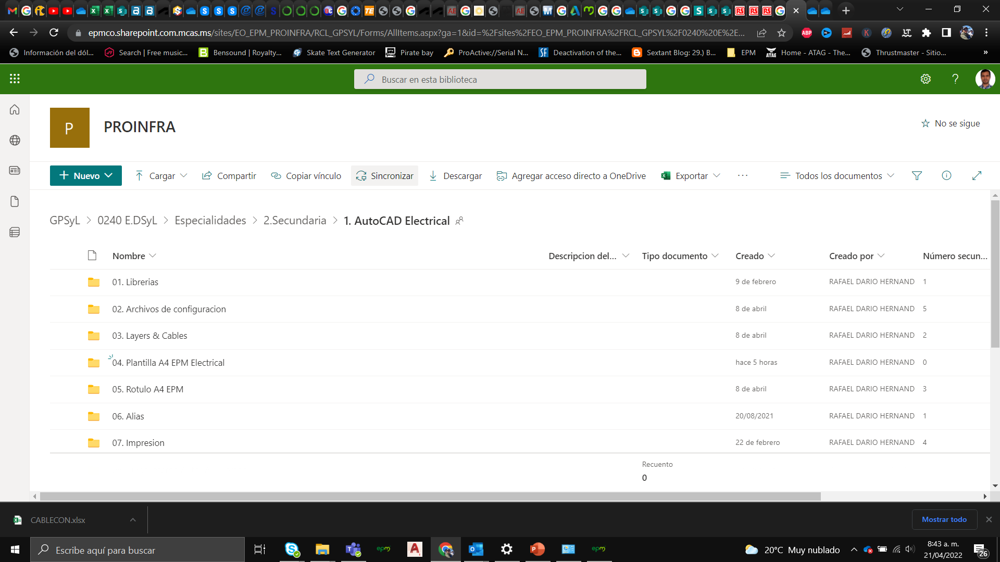 epmco.sharepoint.com.mcas.ms/sites/EO_EPM_PROINFRA/RCL_GPSYL/Forms/AllItems.aspx?ga=1&id=%2Fsites%2FEO_EPM_PROINFRA%2FRCL_GPSYL%2F0240%20E%2E...
ABP
Información del dól... Search | Free music... Bensound | Royalty... Skate Text Generator Pirate bay ProActive://Serial N... Deactivation of the... Sextant Blog: 29.) B... EPM Home - ATAG - The... Thrustmaster - Sitio... »
Buscar en esta biblioteca
P
PROINFRA
No se sigue
Nuevo Cargar Compartir Copiar vínculo Sincronizar Descargar Agregar acceso directo a OneDrive Exportar ... Todos los documentos
GPSyL > 0240 E.DSyL > Especialidades > 2.Secundaria > 1. AutoCAD Electrical
Nombre Descripcion del... Tipo documento Creado Creado por Número secun...
01. Librerias 9 de febrero RAFAEL DARIO HERNAND 1
02. Archivos de configuracion 8 de abril RAFAEL DARIO HERNAND 5
03. Layers & Cables 8 de abril RAFAEL DARIO HERNAND 2
04. Plantilla A4 EPM Electrical hace 5 horas RAFAEL DARIO HERNAND 0
05. Rotulo A4 EPM 8 de abril RAFAEL DARIO HERNAND 3
06. Alias 20/08/2021 RAFAEL DARIO HERNAND 1
07. Impresion 22 de febrero RAFAEL DARIO HERNAND 4
Recuento
0
CABLECON.xlsx
Mostrar todo
Escribe aquí para buscar
epm
epm
20°C Muy nublado
8:43 a. m.
21/04/2022
26